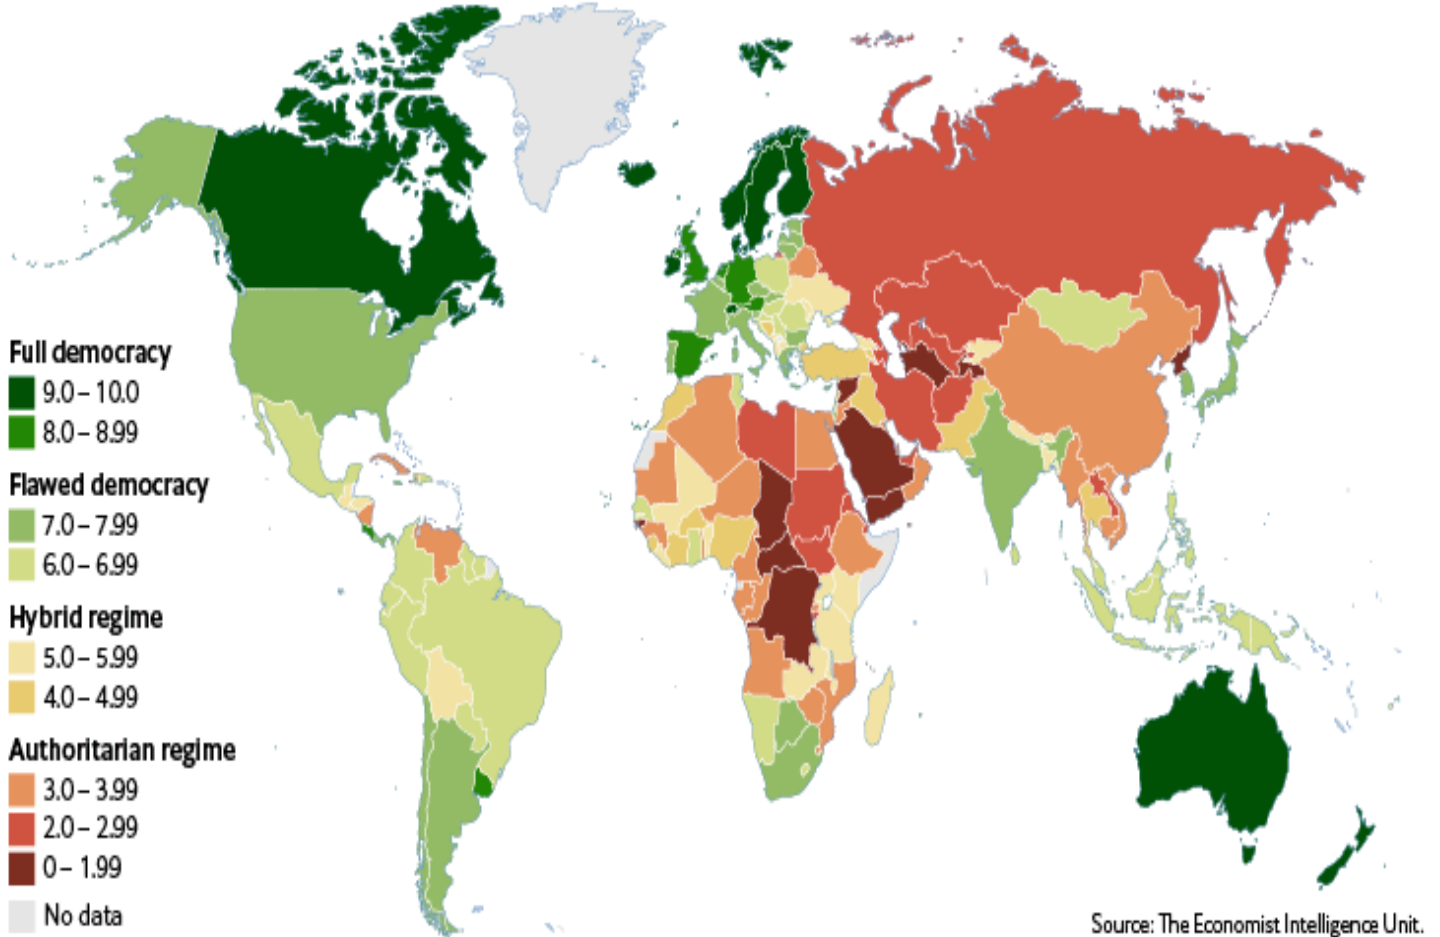 Full democracy
9.0 – 10.0
8.0 – 8.99
Flawed democracy
7.0 – 7.99
6.0 – 6.99
Hybrid regime
5.0 – 5.99
4.0 – 4.99
Authoritarian regime
3.0 – 3.99
2.0 – 2.99
0 – 1.99
No data
Source: The Economist Intelligence Unit.